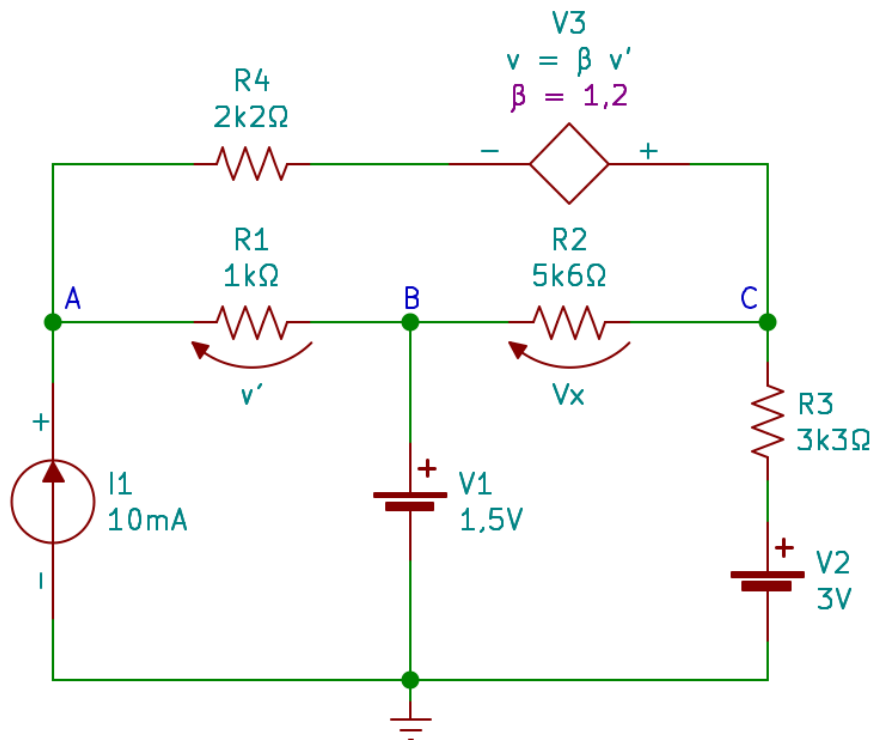 V3
v = β v'
β = 1,2
R4
2k2Ω
− +
R1
1kΩ
R2
5k6Ω
A
B
C
v'
Vx
R3
3k3Ω
+
I1
10mA
−
+
V1
1,5V
+
V2
3V